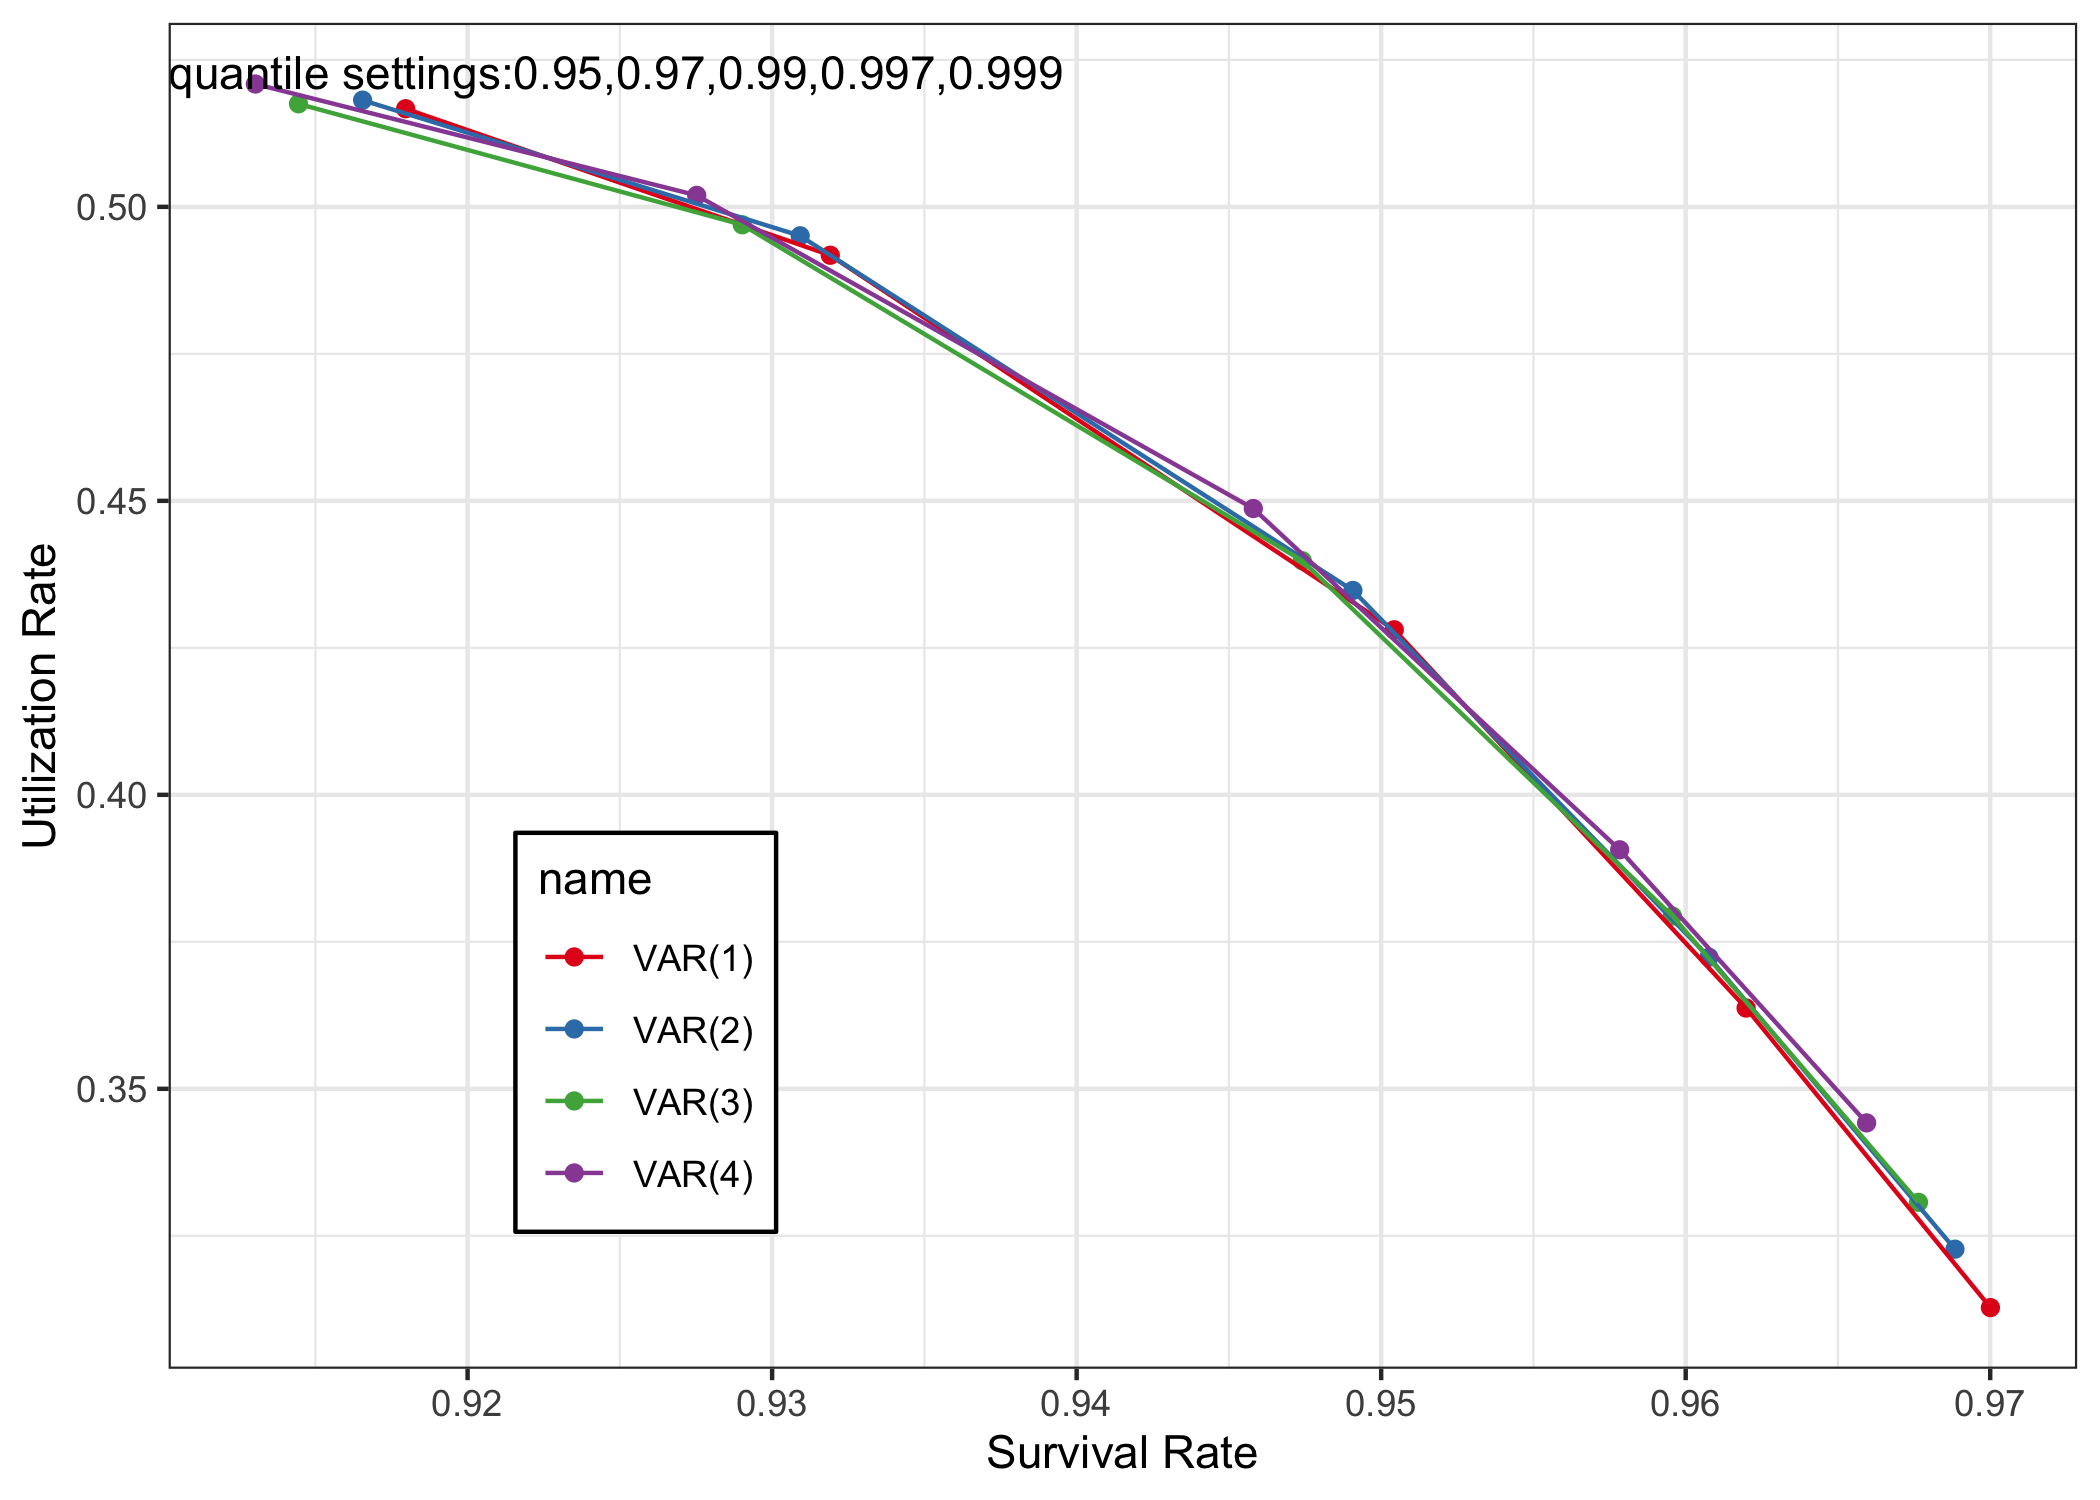 quantile settings:0.95,0.97,0.99,0.997,0.999
0.50
0.45
0.40
0.35
Utilization Rate
name
VAR(1)
VAR(2)
VAR(3)
VAR(4)
0.92 0.93 0.94 0.95 0.96 0.97
Survival Rate